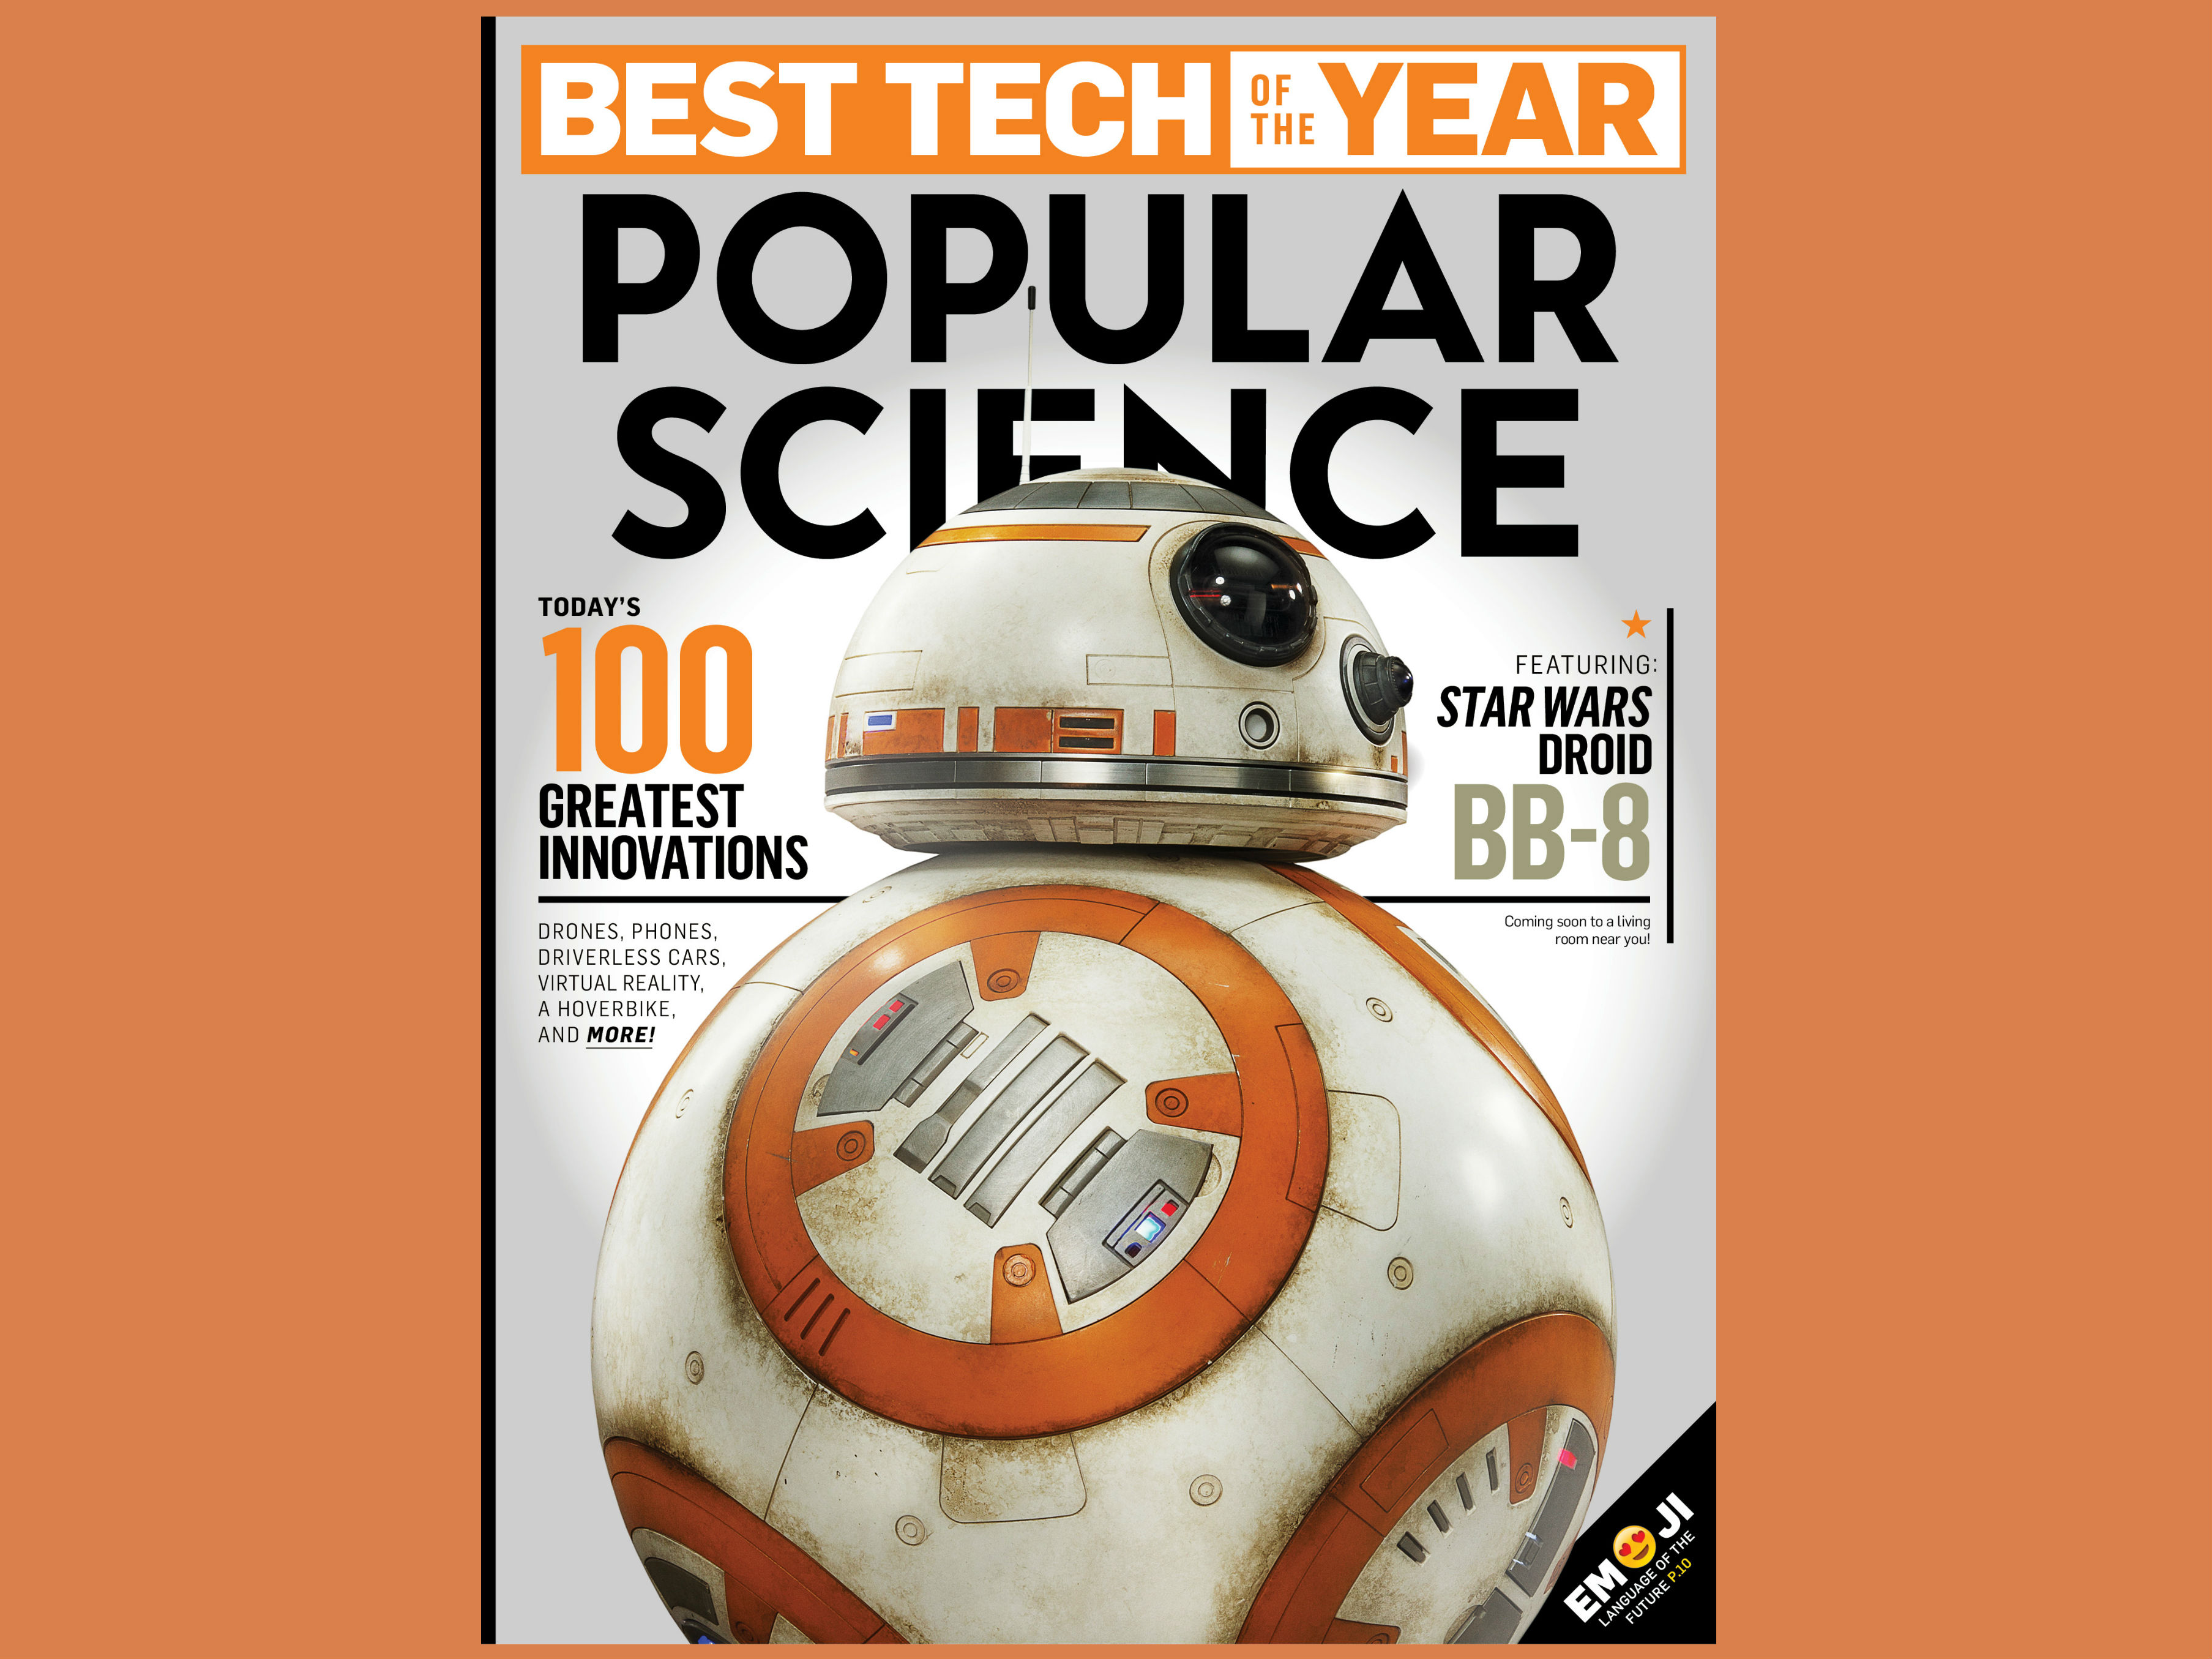 BEST TECH OF THE YEAR
POPULAR
SCIENCE
TODAY'S
100
GREATEST
INNOVATIONS
DRONES, PHONES,
DRIVERLESS CARS,
VIRTUAL REALITY,
A HOVERBIKE,
AND MORE!
FEATURING:
STAR WARS
DROID
BB-8
Coming soon to a living
room near you!
EM😍JI
LANGUAGE OF THE
FUTURE P.10